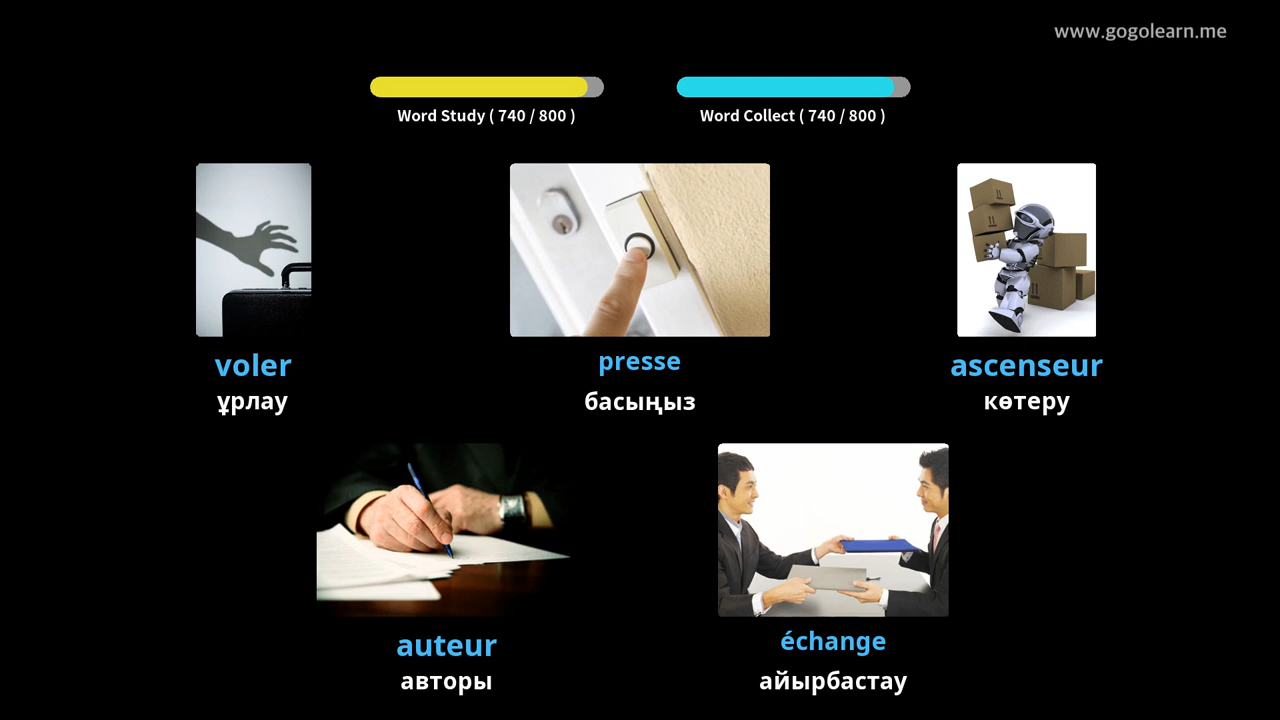 www.gogolearn.me
Word Study ( 740 / 800 )
Word Collect ( 740 / 800 )
voler
ұрлау
presse
басыңыз
ascenseur
көтеру
auteur
авторы
échange
айырбастау